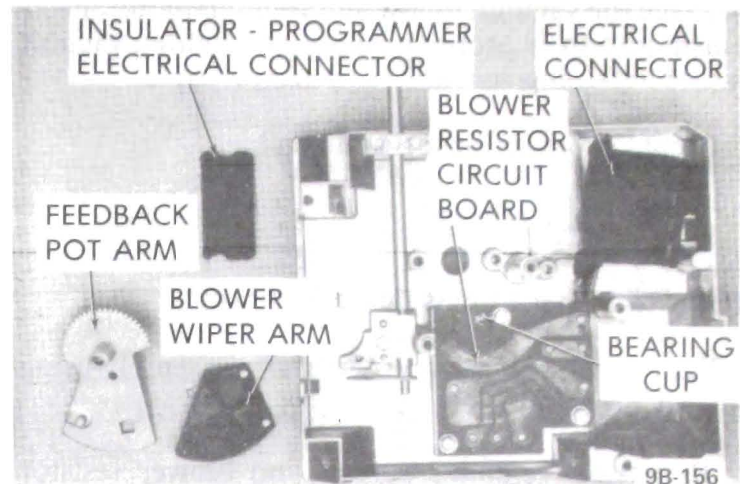 INSULATOR - PROGRAMMER
ELECTRICAL CONNECTOR
ELECTRICAL
CONNECTOR
BLOWER
RESISTOR
CIRCUIT
BOARD
FEEDBACK
POT ARM
BLOWER
WIPER ARM
BEARING
CUP
9B-156